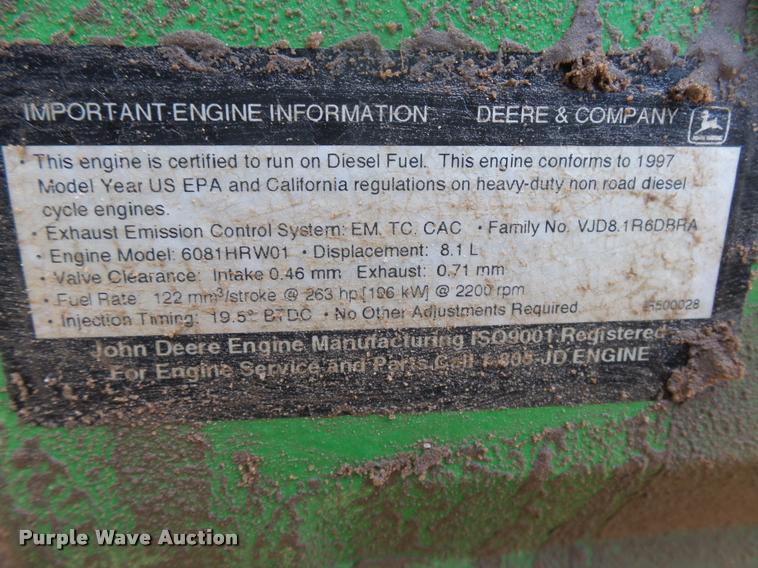 IMPORTANT ENGINE INFORMATION DEERE & COMPANY
• This engine is certified to run on Diesel Fuel. This engine conforms to 1997
Model Year US EPA and California regulations on heavy-duty non road diesel
cycle engines.
• Exhaust Emission Control System: EM, TC, CAC • Family No. VJD8.1R6DBRA
• Engine Model: 6081HRW01 • Displacement: 8.1 L
• Valve Clearance: Intake 0.46 mm Exhaust: 0.71 mm
• Fuel Rate: 122 mm³/stroke @ 263 hp [196 kW] @ 2200 rpm
• Injection Timing: 19.5° BTDC • No Other Adjustments Required R500028
John Deere Engine Manufacturing ISO9001 Registered
For Engine Service and Parts Call JD ENGINE
Purple Wave Auction